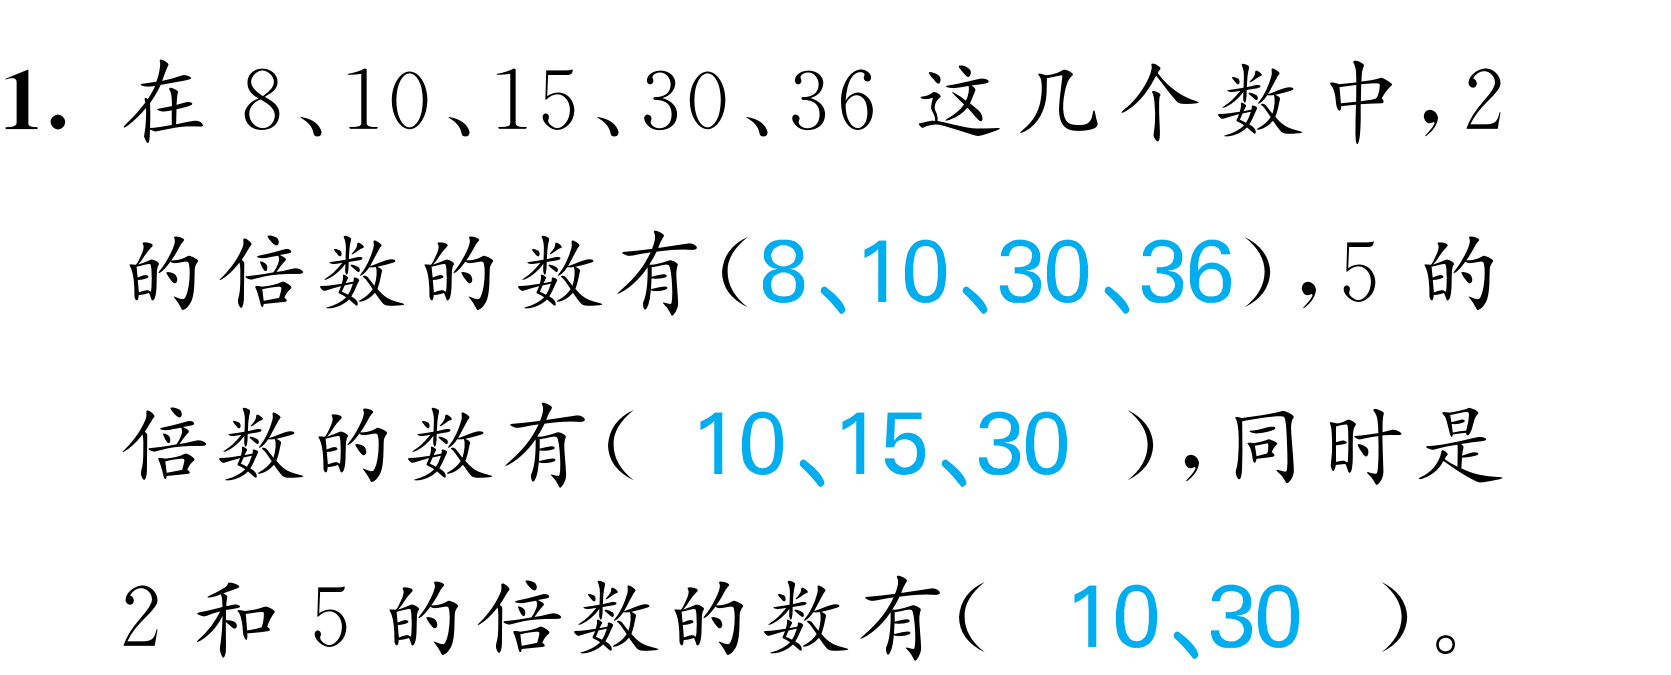 1. 在 8、10、15、30、36 这几个数中,2
的倍数的数有(8、10、30、36),5 的
倍数的数有( 10、15、30 ),同时是
2 和 5 的倍数的数有( 10、30 )。